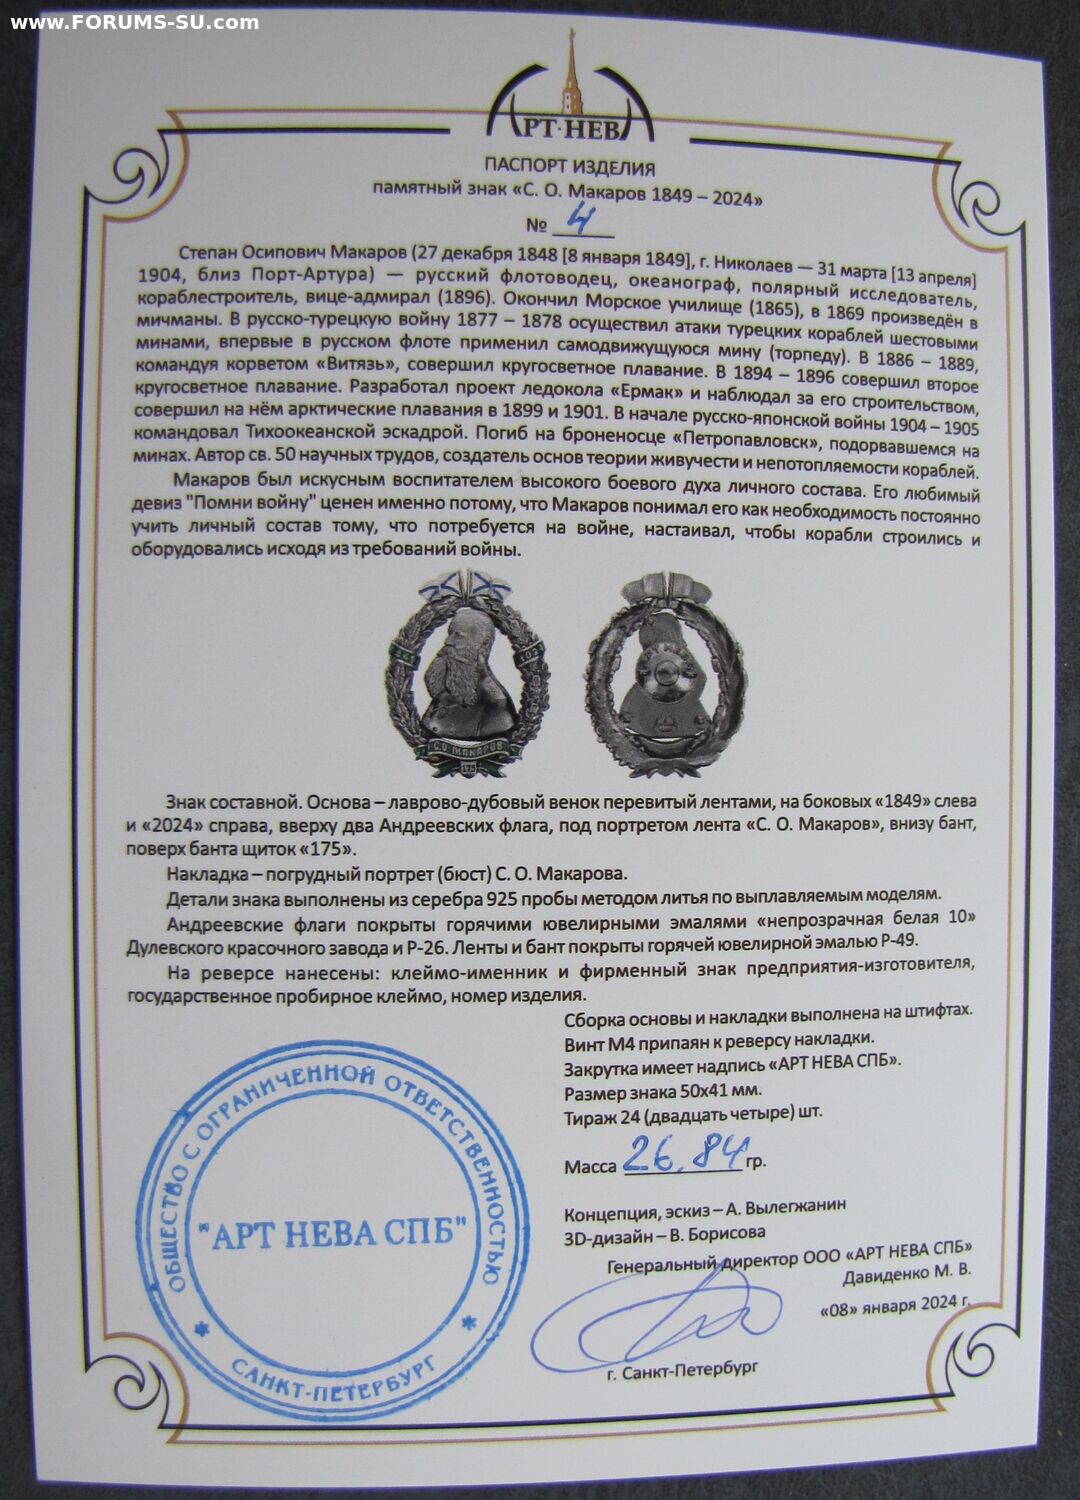 www.FORUMS-SU.com
АРТ·НЕВА
ПАСПОРТ ИЗДЕЛИЯ
памятный знак «С. О. Макаров 1849 – 2024»
№ 4
Степан Осипович Макаров (27 декабря 1848 [8 января 1849], г. Николаев — 31 марта [13 апреля]
1904, близ Порт-Артура) — русский флотоводец, океанограф, полярный исследователь,
кораблестроитель, вице-адмирал (1896). Окончил Морское училище (1865), в 1869 произведён в
мичманы. В русско-турецкую войну 1877 – 1878 осуществил атаки турецких кораблей шестовыми
минами, впервые в русском флоте применил самодвижущуюся мину (торпеду). В 1886 – 1889,
командуя корветом «Витязь», совершил кругосветное плавание. В 1894 – 1896 совершил второе
кругосветное плавание. Разработал проект ледокола «Ермак» и наблюдал за его строительством,
совершил на нём арктические плавания в 1899 и 1901. В начале русско-японской войны 1904 – 1905
командовал Тихоокеанской эскадрой. Погиб на броненосце «Петропавловск», подорвавшемся на
минах. Автор св. 50 научных трудов, создатель основ теории живучести и непотопляемости кораблей.
Макаров был искусным воспитателем высокого боевого духа личного состава. Его любимый
девиз "Помни войну" ценен именно потому, что Макаров понимал его как необходимость постоянно
учить личный состав тому, что потребуется на войне, настаивал, чтобы корабли строились и
оборудовались исходя из требований войны.
С.О. МАКАРОВ
175
Знак составной. Основа – лаврово-дубовый венок перевитый лентами, на боковых «1849» слева
и «2024» справа, вверху два Андреевских флага, под портретом лента «С. О. Макаров», внизу бант,
поверх банта щиток «175».
Накладка – погрудный портрет (бюст) С. О. Макарова.
Детали знака выполнены из серебра 925 пробы методом литья по выплавляемым моделям.
Андреевские флаги покрыты горячими ювелирными эмалями «непрозрачная белая 10»
Дулевского красочного завода и Р-26. Ленты и бант покрыты горячей ювелирной эмалью Р-49.
На реверсе нанесены: клеймо-именник и фирменный знак предприятия-изготовителя,
государственное пробирное клеймо, номер изделия.
Сборка основы и накладки выполнена на штифтах.
Винт М4 припаян к реверсу накладки.
Закрутка имеет надпись «АРТ НЕВА СПБ».
Размер знака 50х41 мм.
Тираж 24 (двадцать четыре) шт.
Масса 26,84 гр.
Концепция, эскиз – А. Вылегжанин
3D-дизайн – В. Борисова
Генеральный директор ООО «АРТ НЕВА СПБ»
Давиденко М. В.
«08» января 2024 г.
г. Санкт-Петербург
ОБЩЕСТВО С ОГРАНИЧЕННОЙ ОТВЕТСТВЕННОСТЬЮ
"АРТ НЕВА СПБ"
* САНКТ-ПЕТЕРБУРГ *